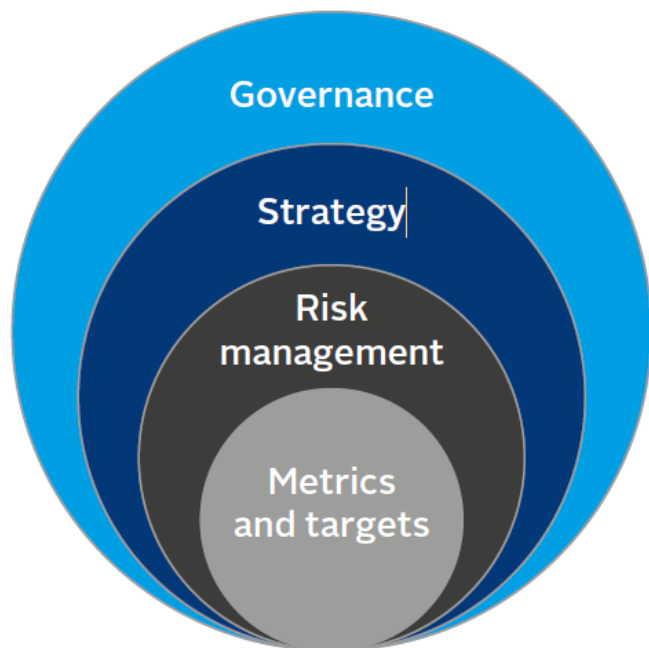 Governance
Strategy
Risk
management
Metrics
and targets